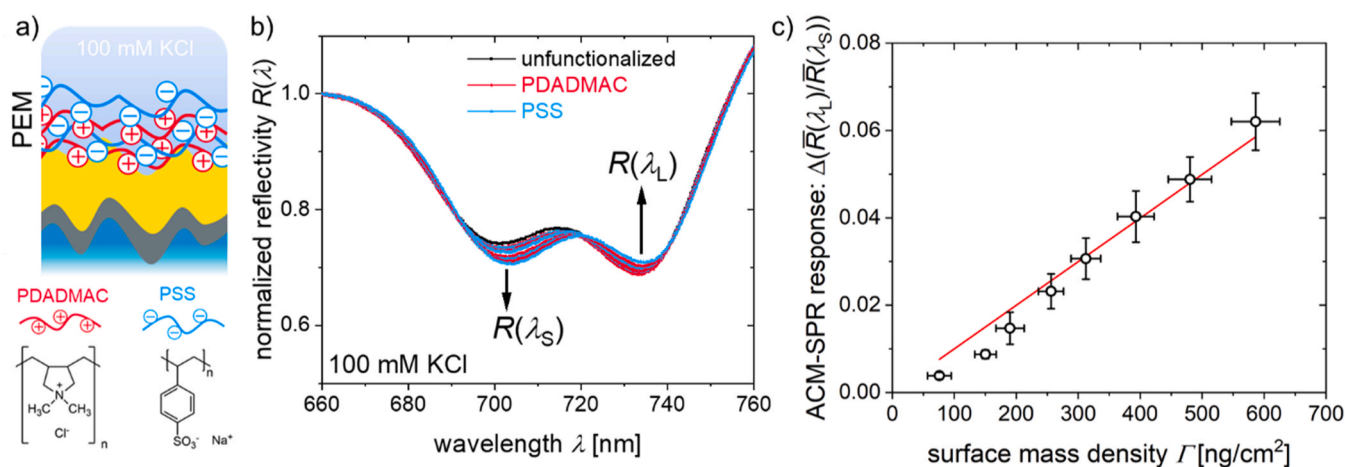 a)
100 mM KCl
PEM
PDADMAC
PSS
N
+
H₃C
CH₃
Cl⁻
n
n
SO₃⁻
Na⁺
b)
normalized reflectivity R(λ)
1.0
0.8
0.6
unfunctionalized
PDADMAC
PSS
R(λL)
R(λS)
100 mM KCl
660 680 700 720 740 760
wavelength λ [nm]
c)
ACM-SPR response: Δ(R̅(λL)/R̅(λS))
0.08
0.06
0.04
0.02
0.00
0 100 200 300 400 500 600 700
surface mass density Γ [ng/cm²]